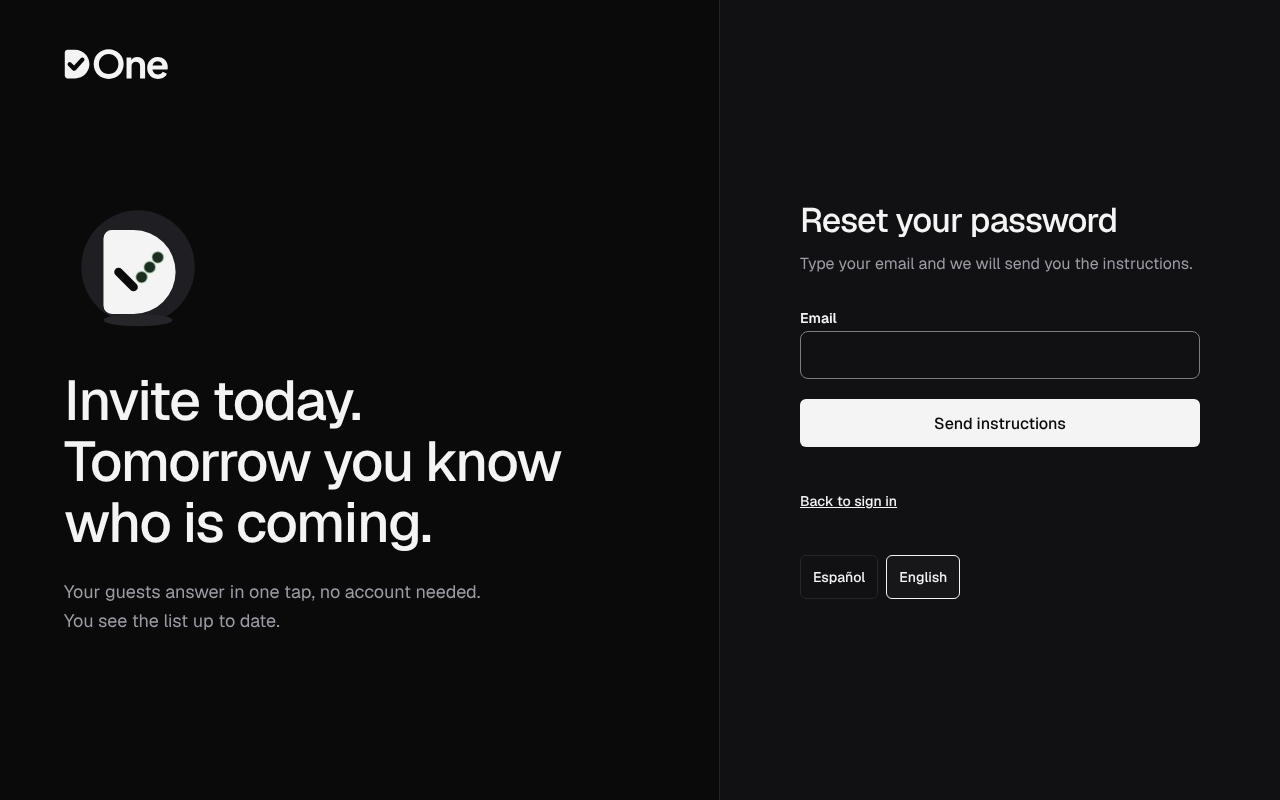 One
Invite today.
Tomorrow you know
who is coming.
Your guests answer in one tap, no account needed.
You see the list up to date.
Reset your password
Type your email and we will send you the instructions.
Email
Send instructions
Back to sign in
Español
English